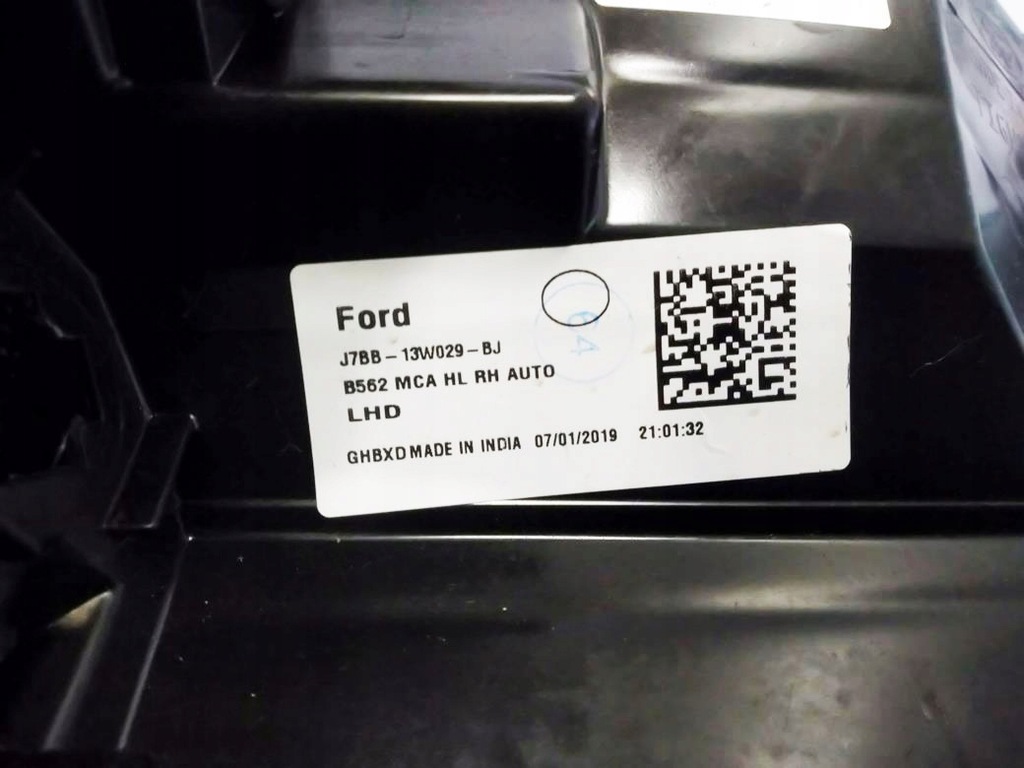 Ford
J7BB-13W029-BJ
B562 MCA HL RH AUTO
LHD
GHBXD MADE IN INDIA 07/01/2019 21:01:32
64